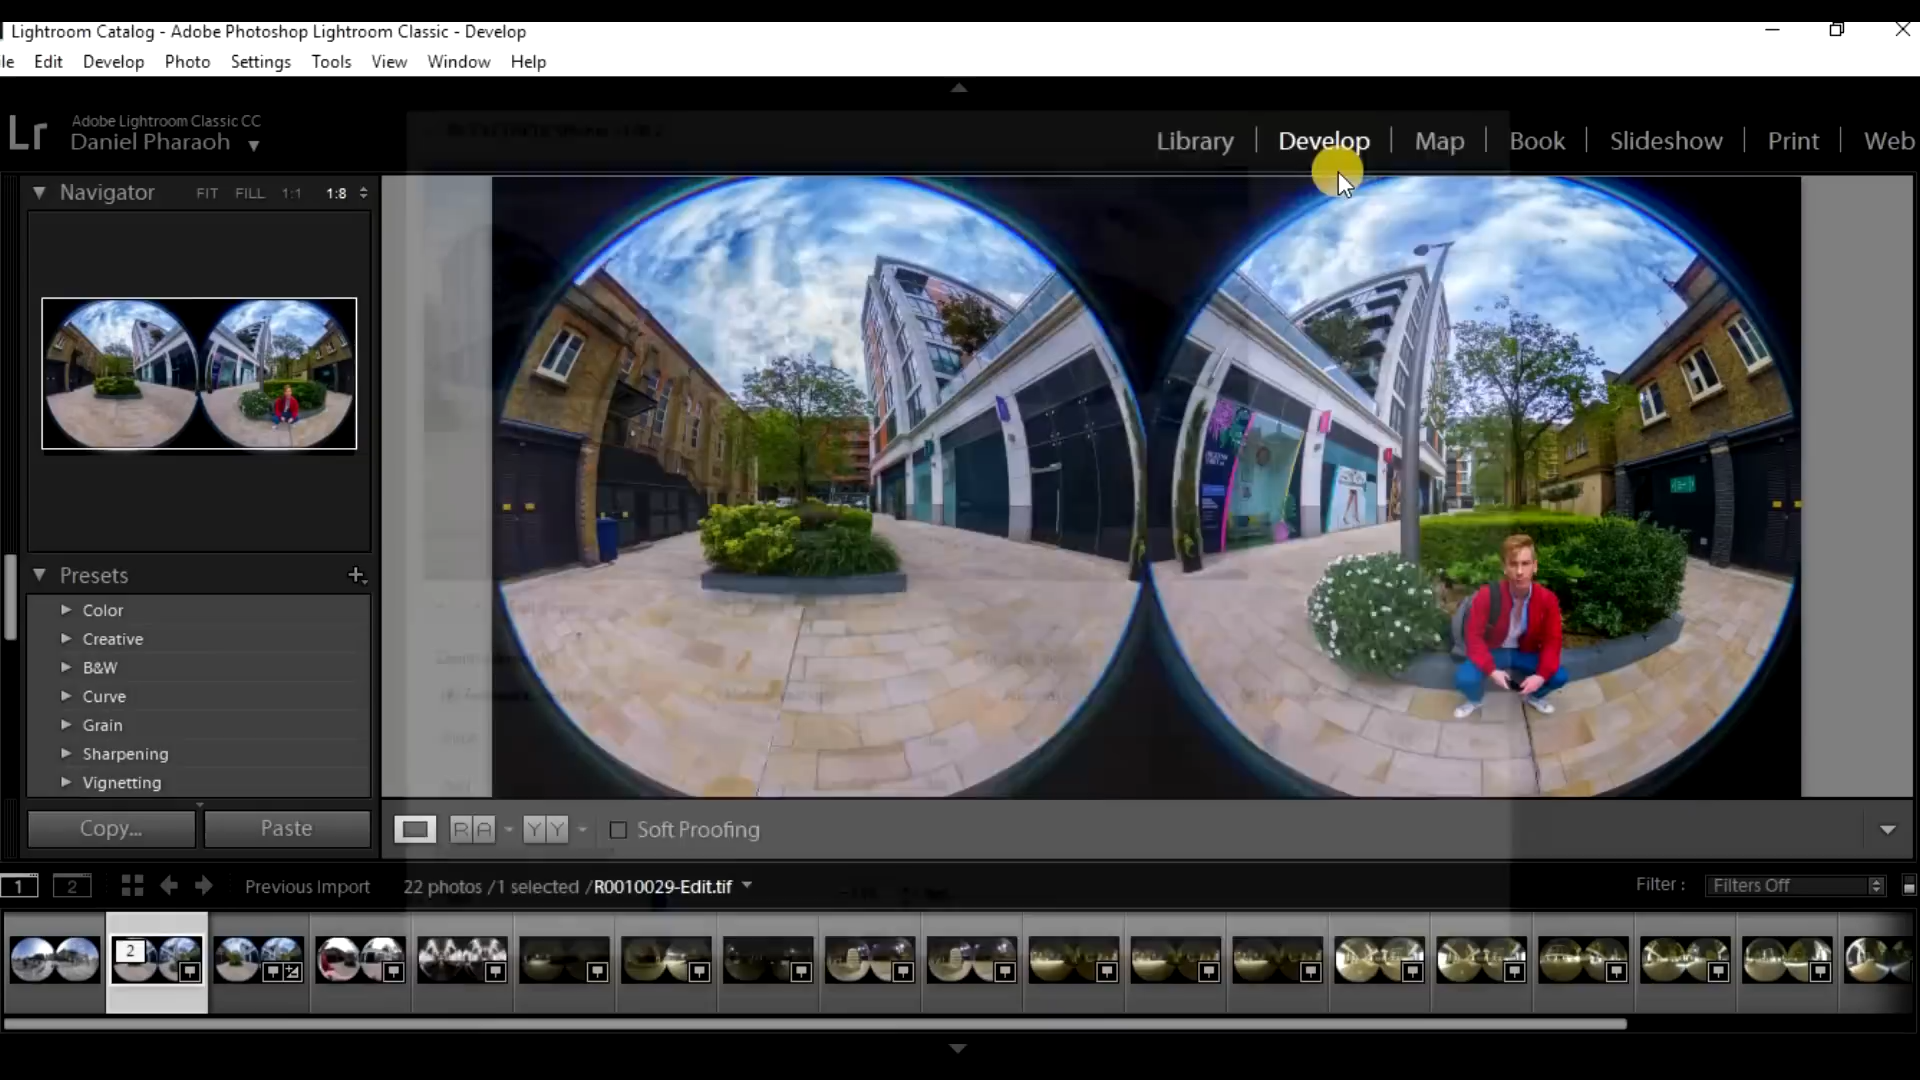 Lightroom Catalog - Adobe Photoshop Lightroom Classic - Develop
le Edit Develop Photo Settings Tools View Window Help
Lr
Adobe Lightroom Classic CC
Daniel Pharaoh
Library | Develop | Map | Book | Slideshow | Print | Web
Navigator FIT FILL 1:1 1:8
Presets +
Color
Creative
B&W
Curve
Grain
Sharpening
Vignetting
Copy... Paste
R A Y Y Soft Proofing
1 2 Previous Import 22 photos /1 selected /R0010029-Edit.tif Filter : Filters Off
2